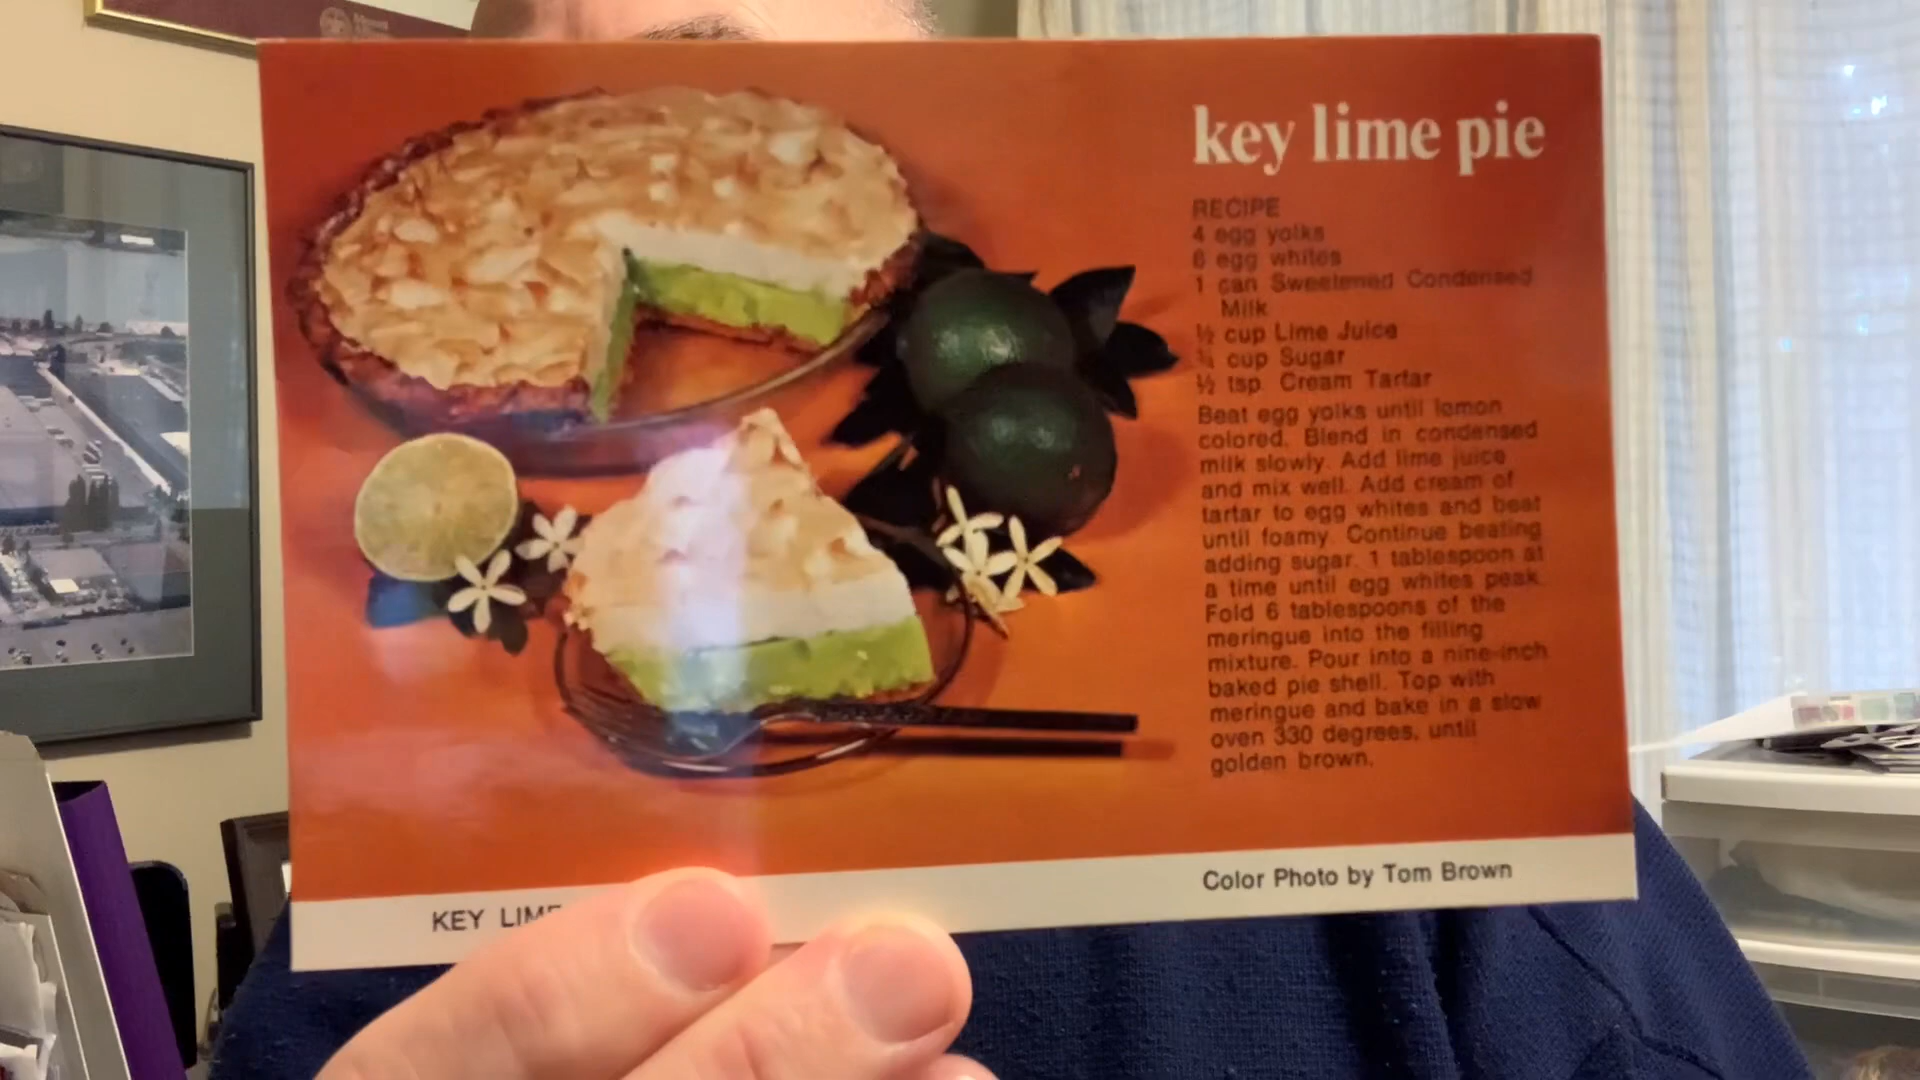 key lime pie
RECIPE
4 egg yolks
6 egg whites
1 can Sweetened Condensed
Milk
½ cup Lime Juice
¾ cup Sugar
½ tsp. Cream Tartar
Beat egg yolks until lemon
colored. Blend in condensed
milk slowly. Add lime juice
and mix well. Add cream of
tartar to egg whites and beat
until foamy. Continue beating
adding sugar, 1 tablespoon at
a time until egg whites peak.
Fold 6 tablespoons of the
meringue into the filling
mixture. Pour into a nine-inch
baked pie shell. Top with
meringue and bake in a slow
oven 330 degrees, until
golden brown.
KEY LIME
Color Photo by Tom Brown